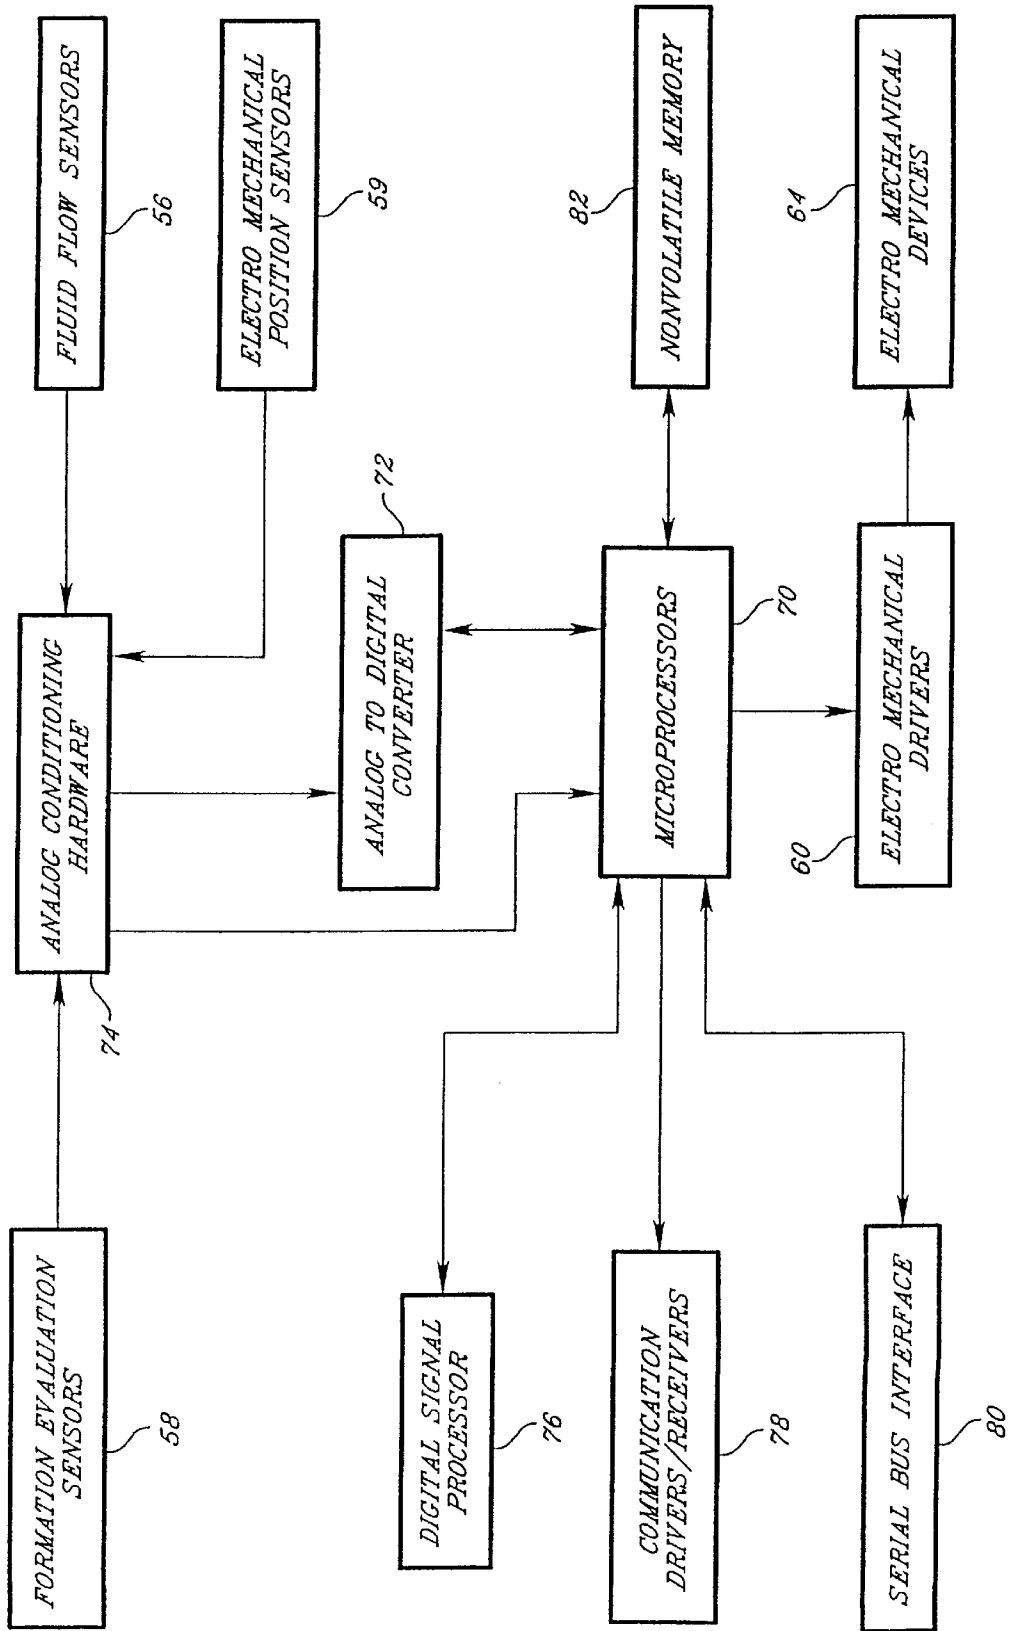 FORMATION EVALUATION
SENSORS
58
ANALOG CONDITIONING
HARDWARE
74
FLUID FLOW SENSORS
56
ELECTRO MECHANICAL
POSITION SENSORS
59
ANALOG TO DIGITAL
CONVERTER
72
DIGITAL SIGNAL
PROCESSOR
76
COMMUNICATION
DRIVERS/RECEIVERS
78
SERIAL BUS INTERFACE
80
MICROPROCESSORS
70
NONVOLATILE MEMORY
82
ELECTRO MECHANICAL
DRIVERS
60
ELECTRO MECHANICAL
DEVICES
64